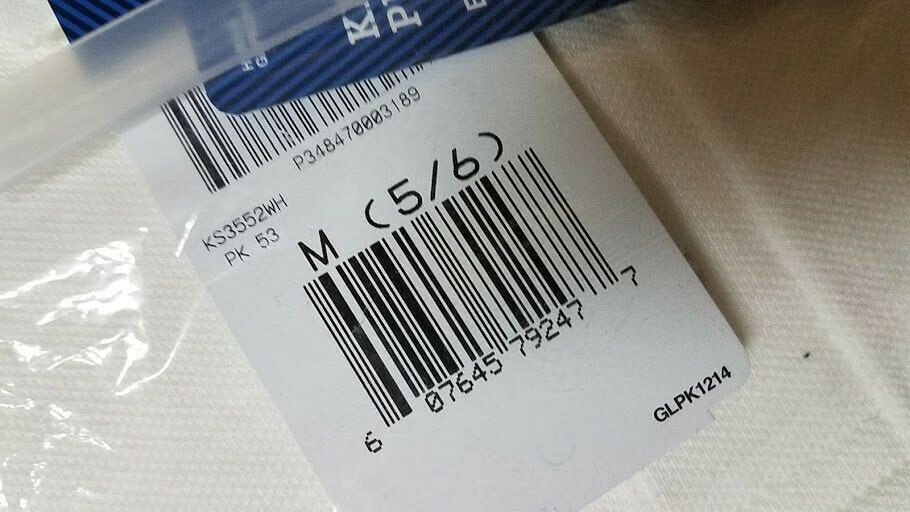 P348470003189
KS3552WH
PK 53
M (5/6)
6 07645 79247 7
GLPK1214